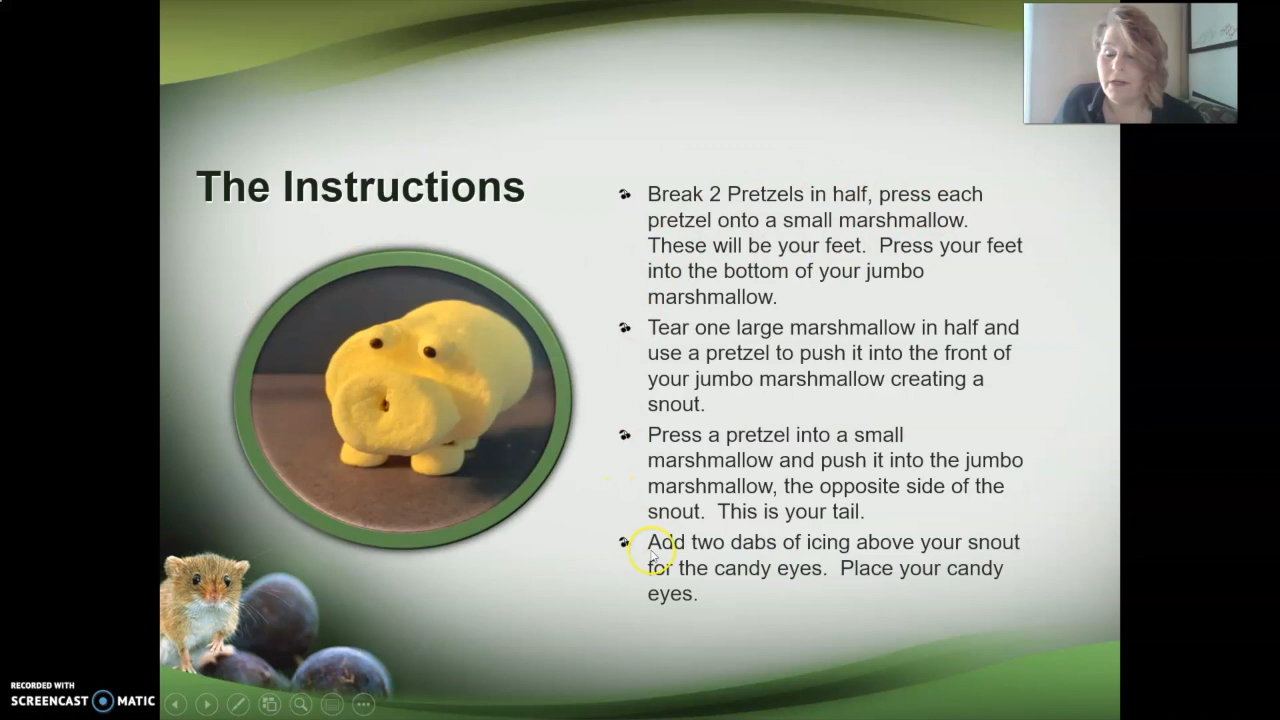 The Instructions
Break 2 Pretzels in half, press each
pretzel onto a small marshmallow.
These will be your feet.  Press your feet
into the bottom of your jumbo
marshmallow.
Tear one large marshmallow in half and
use a pretzel to push it into the front of
your jumbo marshmallow creating a
snout.
Press a pretzel into a small
marshmallow and push it into the jumbo
marshmallow, the opposite side of the
snout.  This is your tail.
Add two dabs of icing above your snout
for the candy eyes.  Place your candy
eyes.
RECORDED WITH
SCREENCAST MATIC